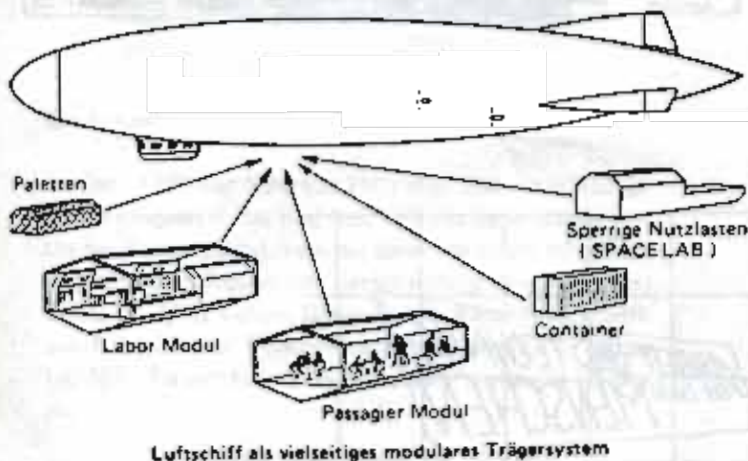 Paletten
Sperrige Nutzlasten
( SPACELAB )
Labor Modul
Container
Passagier Modul
Luftschiff als vielseitiges modulares Trägersystem